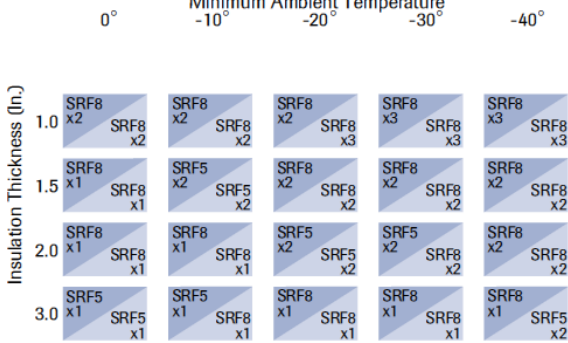 Minimum Ambient Temperature
0° -10° -20° -30° -40°
Insulation Thickness (In.)
1.0 SRF8 x2 SRF8 x2 SRF8 x2 SRF8 x2 SRF8 x2 SRF8 x3 SRF8 x3 SRF8 x3 SRF8 x3 SRF8 x3
1.5 SRF8 x1 SRF8 x1 SRF5 x2 SRF5 x2 SRF8 x2 SRF8 x2 SRF8 x2 SRF8 x2 SRF8 x2 SRF8 x2
2.0 SRF8 x1 SRF8 x1 SRF8 x1 SRF8 x1 SRF5 x2 SRF5 x2 SRF5 x2 SRF8 x2 SRF8 x2 SRF8 x2
3.0 SRF5 x1 SRF5 x1 SRF5 x1 SRF8 x1 SRF8 x1 SRF8 x1 SRF8 x1 SRF8 x1 SRF8 x1 SRF5 x2